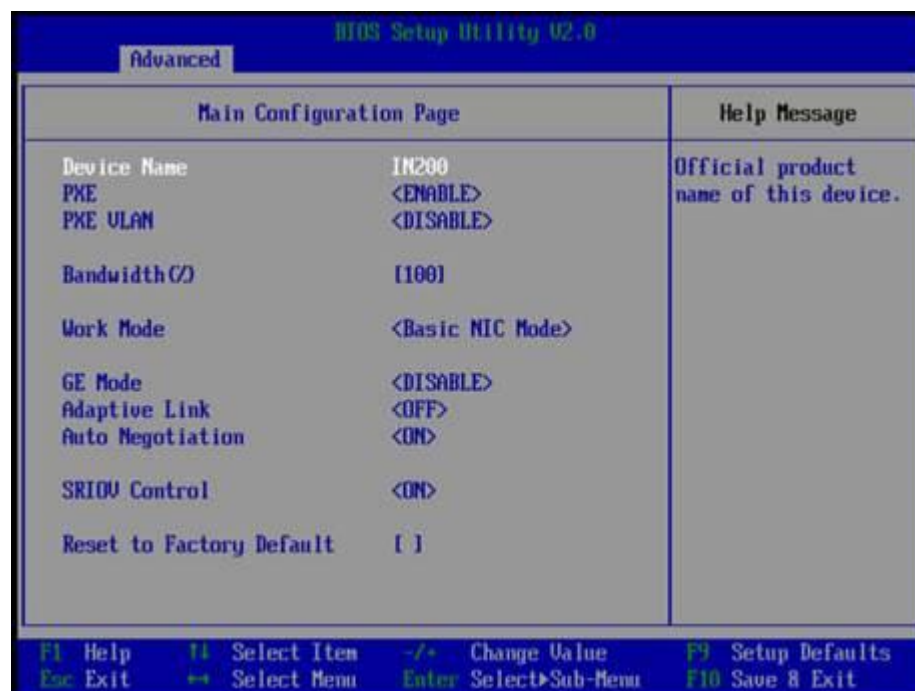 BIOS Setup Utility V2.0
Advanced
Main Configuration Page
Help Message
Device Name IN200
PXE <ENABLE>
PXE VLAN <DISABLE>
Bandwidth(%) [100]
Work Mode <Basic NIC Mode>
GE Mode <DISABLE>
Adaptive Link <OFF>
Auto Negotiation <ON>
SRIOV Control <ON>
Reset to Factory Default [ ]
Official product
name of this device.
F1 Help ↑↓ Select Item -/+ Change Value F9 Setup Defaults
Esc Exit ↔ Select Menu Enter Select▶Sub-Menu F10 Save & Exit